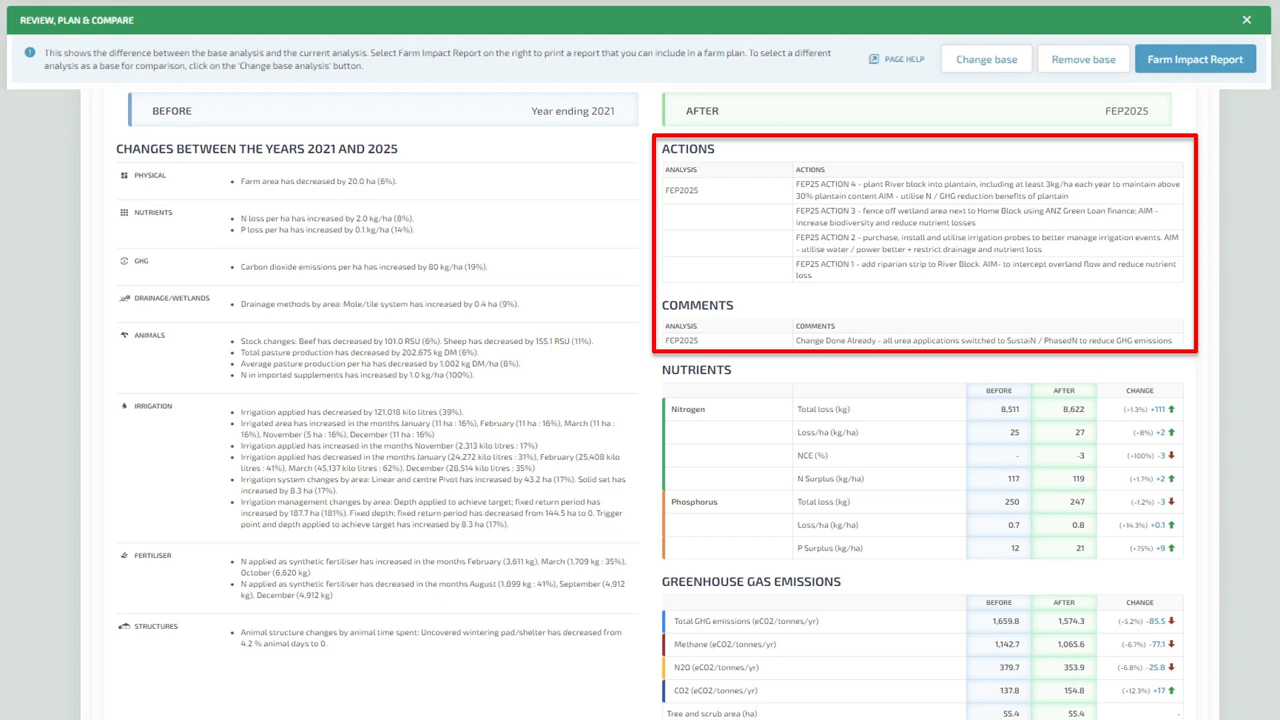 REVIEW, PLAN & COMPARE
This shows the difference between the base analysis and the current analysis. Select Farm Impact Report on the right to print a report that you can include in a farm plan. To select a different
analysis as a base for comparison, click on the 'Change base analysis' button.
PAGE HELP
Change base
Remove base
Farm Impact Report
BEFORE Year ending 2021
AFTER FEP2025
CHANGES BETWEEN THE YEARS 2021 AND 2025
PHYSICAL
• Farm area has decreased by 20.0 ha (6%).
NUTRIENTS
• N loss per ha has increased by 2.0 kg/ha (8%).
• P loss per ha has increased by 0.1 kg/ha (14%).
GHG
• Carbon dioxide emissions per ha has increased by 80 kg/ha (19%).
DRAINAGE/WETLANDS
• Drainage methods by area: Mole/tile system has increased by 0.4 ha (9%).
ANIMALS
• Stock changes: Beef has decreased by 101.0 RSU (6%). Sheep has decreased by 155.1 RSU (11%).
• Total pasture production has decreased by 202,675 kg DM (6%).
• Average pasture production per ha has decreased by 1,002 kg DM/ha (8%).
• N in imported supplements has increased by 1.0 kg (100%).
IRRIGATION
• Irrigation applied has decreased by 121,018 kilo litres (39%).
• Irrigated area has increased in the months January (11 ha : 16%), February (11 ha : 16%), March (11 ha :
16%), November (5 ha : 16%), December (11 ha : 16%)
• Irrigation applied has increased in the months November (2,313 kilo litres : 17%)
• Irrigation applied has decreased in the months January (24,272 kilo litres : 31%), February (25,408 kilo
litres : 41%), March (45,137 kilo litres : 62%), December (28,514 kilo litres : 35%)
• Irrigation system changes by area: Linear and centre Pivot has increased by 43.2 ha (17%). Solid set has
increased by 8.3 ha (17%).
• Irrigation management changes by area: Depth applied to achieve target; fixed return period has
increased by 187.7 ha (181%). Fixed depth; fixed return period has decreased from 144.5 ha to 0. Trigger
point and depth applied to achieve target has increased by 8.3 ha (17%).
FERTILISER
• N applied as synthetic fertiliser has increased in the months February (3,611 kg), March (1,709 kg : 35%),
October (6,620 kg)
• N applied as synthetic fertiliser has decreased in the months August (1,899 kg : 41%), September (4,912
kg), December (4,912 kg)
STRUCTURES
• Animal structure changes by animal time spent: Uncovered wintering pad/shelter has decreased from
4.2 % animal days to 0.
ACTIONS
ANALYSIS ACTIONS
FEP2025 FEP25 ACTION 4 - plant River block into plantain, including at least 3kg/ha each year to maintain above
30% plantain content AIM - utilise N / GHG reduction benefits of plantain
FEP25 ACTION 3 - fence off wetland area next to Home Block using ANZ Green Loan finance; AIM -
increase biodiversity and reduce nutrient losses
FEP25 ACTION 2 - purchase, install and utilise irrigation probes to better manage irrigation events. AIM
- utilise water / power better + restrict drainage and nutrient loss
FEP25 ACTION 1 - add riparian strip to River Block. AIM- to intercept overland flow and reduce nutrient
loss
COMMENTS
ANALYSIS COMMENTS
FEP2025 Change Done Already - all urea applications switched to SustaiN / PhasedN to reduce GHG emissions
NUTRIENTS
BEFORE AFTER CHANGE
Nitrogen Total loss (kg) 8,511 8,622 (+1.3%) +111
Loss/ha (kg/ha) 25 27 (+8%) +2
NCE (%) - -3 (+100%) -3
N Surplus (kg/ha) 117 119 (+1.7%) +2
Phosphorus Total loss (kg) 250 247 (-1.2%) -3
Loss/ha (kg/ha) 0.7 0.8 (+14.3%) +0.1
P Surplus (kg/ha) 12 21 (+75%) +9
GREENHOUSE GAS EMISSIONS
BEFORE AFTER CHANGE
Total GHG emissions (eCO2/tonnes/yr) 1,659.8 1,574.3 (-5.2%) -85.5
Methane (eCO2/tonnes/yr) 1,142.7 1,065.6 (-6.7%) -77.1
N2O (eCO2/tonnes/yr) 379.7 353.9 (-6.8%) -25.8
CO2 (eCO2/tonnes/yr) 137.8 154.8 (+12.3%) +17
Tree and scrub area (ha) 55.4 55.4 -